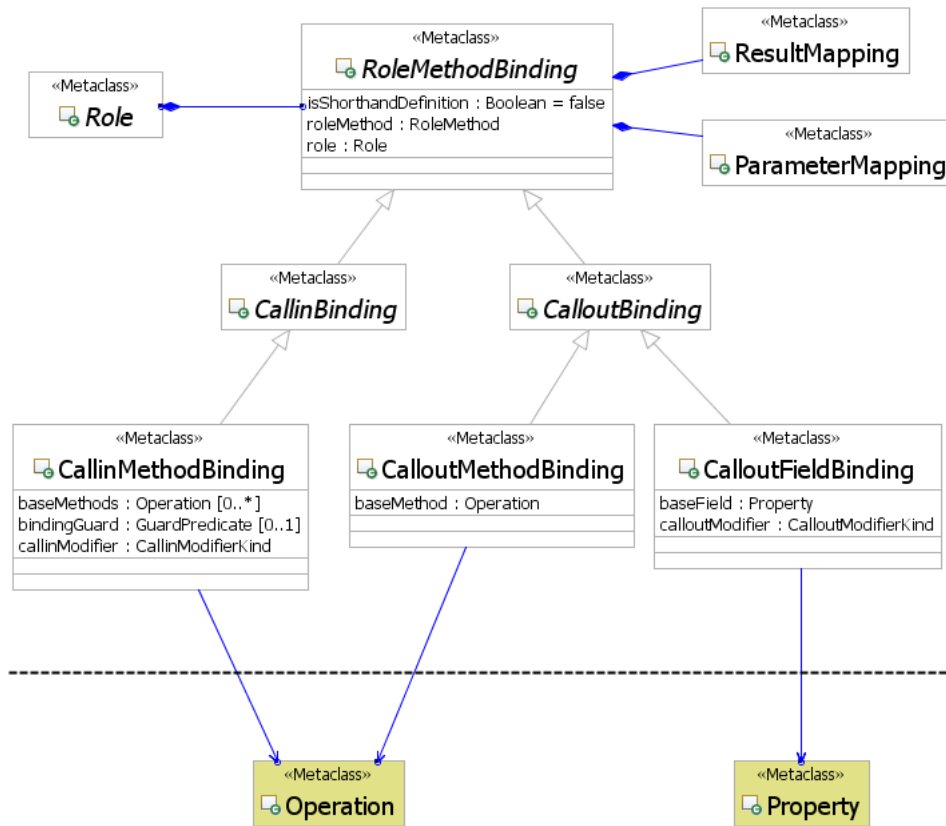 «Metaclass»
RoleMethodBinding
isShorthandDefinition : Boolean = false
roleMethod : RoleMethod
role : Role
«Metaclass»
ResultMapping
«Metaclass»
Role
«Metaclass»
ParameterMapping
«Metaclass»
CallinBinding
«Metaclass»
CalloutBinding
«Metaclass»
CallinMethodBinding
baseMethods : Operation [0..*]
bindingGuard : GuardPredicate [0..1]
callinModifier : CallinModifierKind
«Metaclass»
CalloutMethodBinding
baseMethod : Operation
«Metaclass»
CalloutFieldBinding
baseField : Property
calloutModifier : CalloutModifierKind
«Metaclass»
Operation
«Metaclass»
Property